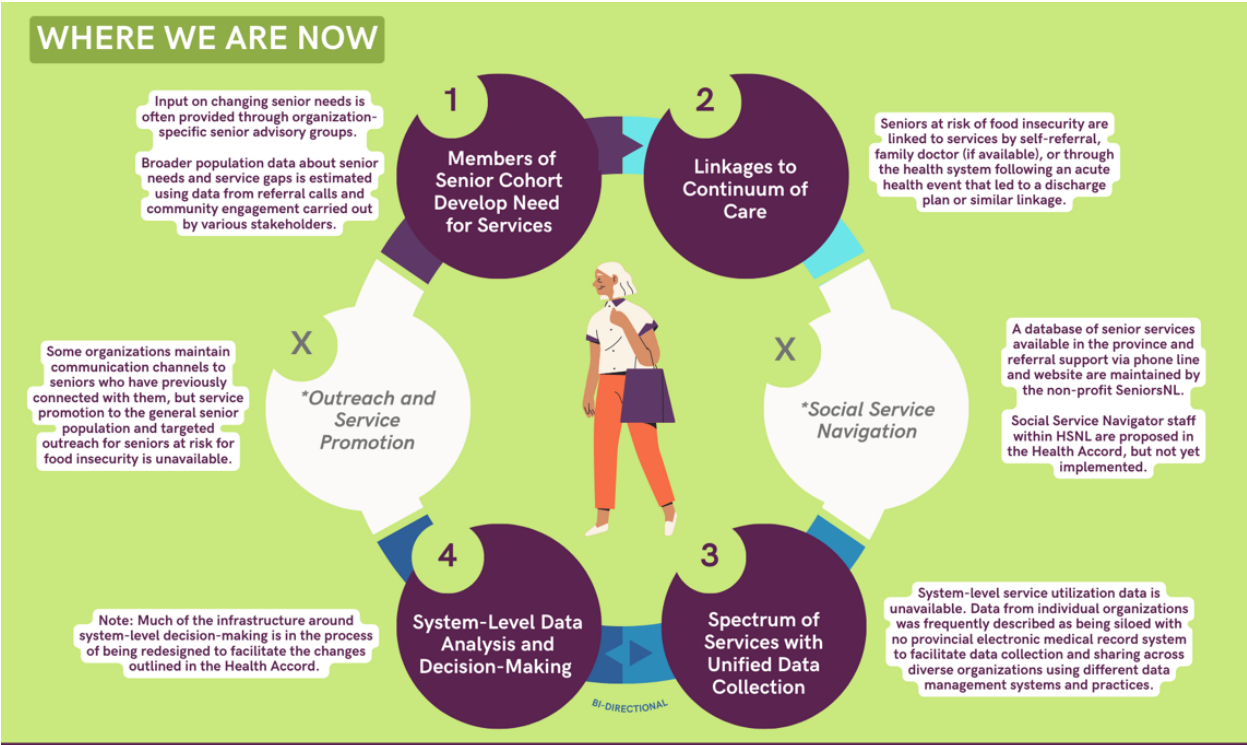 WHERE WE ARE NOW
Input on changing senior needs is
often provided through organization-
specific senior advisory groups.
Broader population data about senior
needs and service gaps is estimated
using data from referral calls and
community engagement carried out
by various stakeholders.
1
Members of
Senior Cohort
Develop Need
for Services
2
Linkages to
Continuum of
Care
Seniors at risk of food insecurity are
linked to services by self-referral,
family doctor (if available), or through
the health system following an acute
health event that led to a discharge
plan or similar linkage.
Some organizations maintain
communication channels to
seniors who have previously
connected with them, but service
promotion to the general senior
population and targeted
outreach for seniors at risk for
food insecurity is unavailable.
X
*Outreach and
Service
Promotion
X
*Social Service
Navigation
A database of senior services
available in the province and
referral support via phone line
and website are maintained by
the non-profit SeniorsNL.
Social Service Navigator staff
within HSNL are proposed in
the Health Accord, but not yet
implemented.
Note: Much of the infrastructure around
system-level decision-making is in the process
of being redesigned to facilitate the changes
outlined in the Health Accord.
4
System-Level Data
Analysis and
Decision-Making
BI-DIRECTIONAL
3
Spectrum of
Services with
Unified Data
Collection
System-level service utilization data is
unavailable. Data from individual organizations
was frequently described as being siloed with
no provincial electronic medical record system
to facilitate data collection and sharing across
diverse organizations using different data
management systems and practices.